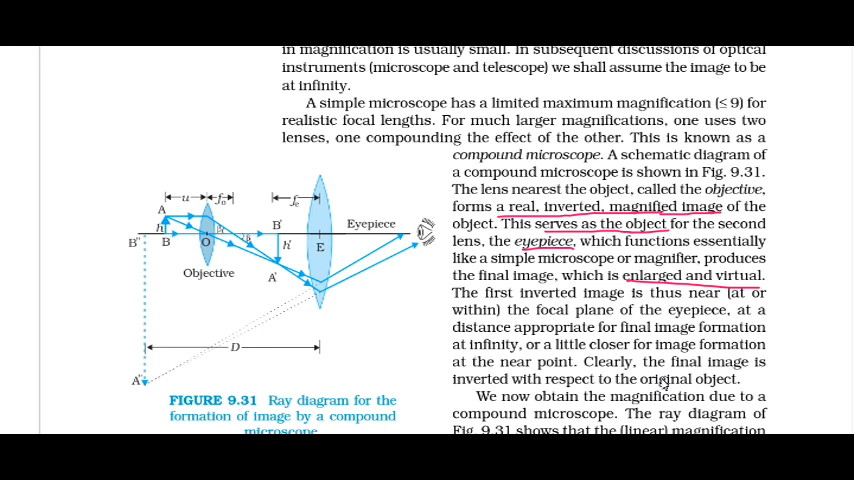 in magnification is usually small. In subsequent discussions of optical
instruments (microscope and telescope) we shall assume the image to be
at infinity.
A simple microscope has a limited maximum magnification (≤ 9) for
realistic focal lengths. For much larger magnifications, one uses two
lenses, one compounding the effect of the other. This is known as a
compound microscope. A schematic diagram of
a compound microscope is shown in Fig. 9.31.
The lens nearest the object, called the objective,
forms a real, inverted, magnified image of the
object. This serves as the object for the second
lens, the eyepiece, which functions essentially
like a simple microscope or magnifier, produces
the final image, which is enlarged and virtual.
The first inverted image is thus near (at or
within) the focal plane of the eyepiece, at a
distance appropriate for final image formation
at infinity, or a little closer for image formation
at the near point. Clearly, the final image is
inverted with respect to the original object.
We now obtain the magnification due to a
compound microscope. The ray diagram of
Fig. 9.31 shows that the (linear) magnification
u
fo
fe
A
h
B"
B
O
β
β
B'
h'
E
Eyepiece
Objective
A'
D
A"
FIGURE 9.31 Ray diagram for the
formation of image by a compound
microscope